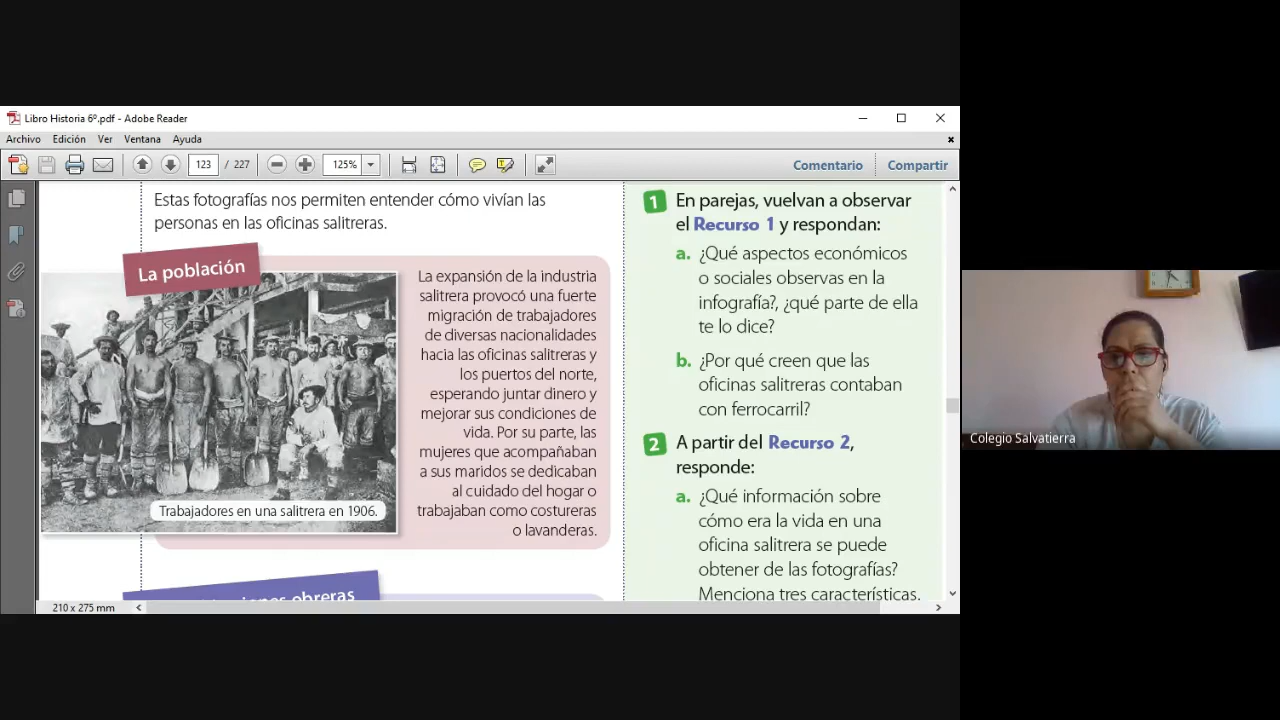 Libro Historia 6º.pdf - Adobe Reader
Archivo Edición Ver Ventana Ayuda
123 / 227
125%
Comentario Compartir
Estas fotografías nos permiten entender cómo vivían las
personas en las oficinas salitreras.
La población
La expansión de la industria
salitrera provocó una fuerte
migración de trabajadores
de diversas nacionalidades
hacia las oficinas salitreras y
los puertos del norte,
esperando juntar dinero y
mejorar sus condiciones de
vida. Por su parte, las
mujeres que acompañaban
a sus maridos se dedicaban
al cuidado del hogar o
trabajaban como costureras
o lavanderas.
Trabajadores en una salitrera en 1906.
obreras
210 x 275 mm
1 En parejas, vuelvan a observar
el Recurso 1 y respondan:
a. ¿Qué aspectos económicos
o sociales observas en la
infografía?, ¿qué parte de ella
te lo dice?
b. ¿Por qué creen que las
oficinas salitreras contaban
con ferrocarril?
2 A partir del Recurso 2,
responde:
a. ¿Qué información sobre
cómo era la vida en una
oficina salitrera se puede
obtener de las fotografías?
Menciona tres características.
Colegio Salvatierra